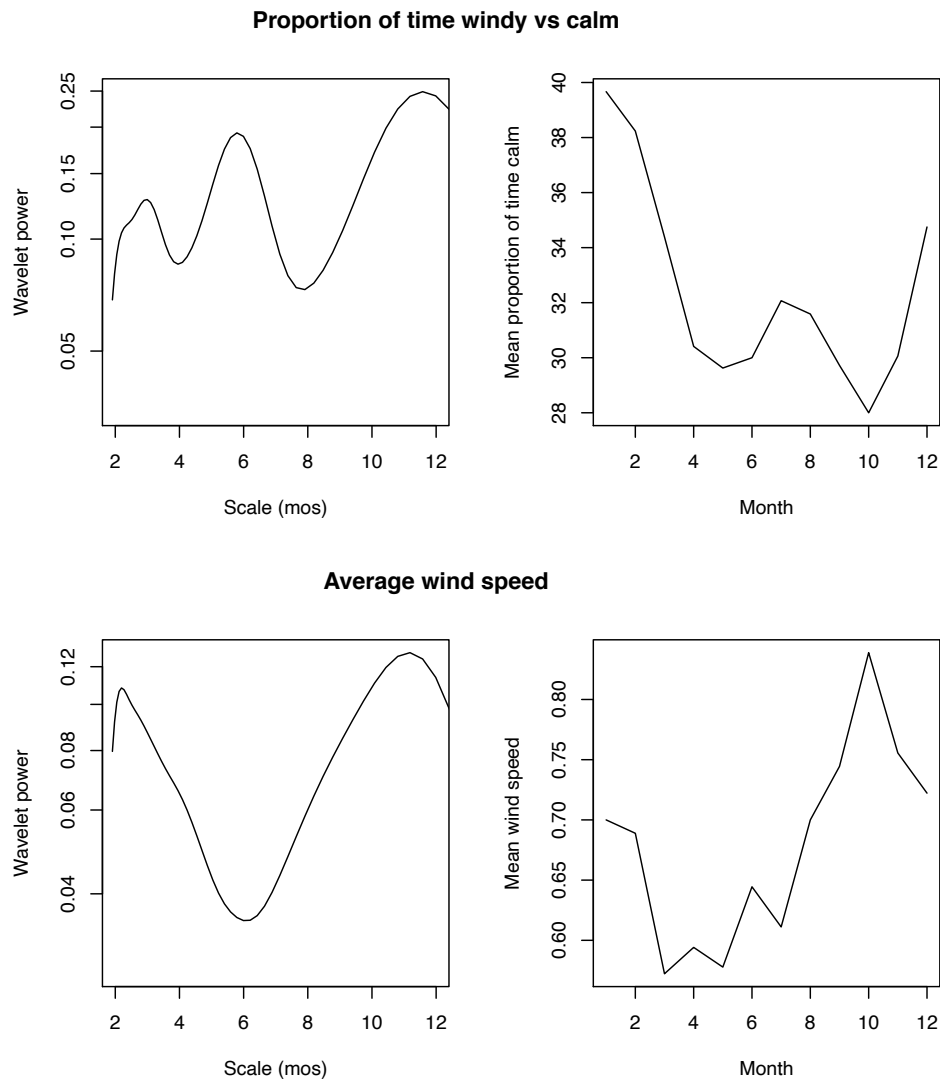 Proportion of time windy vs calm
Wavelet power
0.25
0.15
0.10
0.05
2 4 6 8 10 12
Scale (mos)
Mean proportion of time calm
40
38
36
34
32
30
28
2 4 6 8 10 12
Month
Average wind speed
Wavelet power
0.12
0.08
0.06
0.04
2 4 6 8 10 12
Scale (mos)
Mean wind speed
0.80
0.75
0.70
0.65
0.60
2 4 6 8 10 12
Month